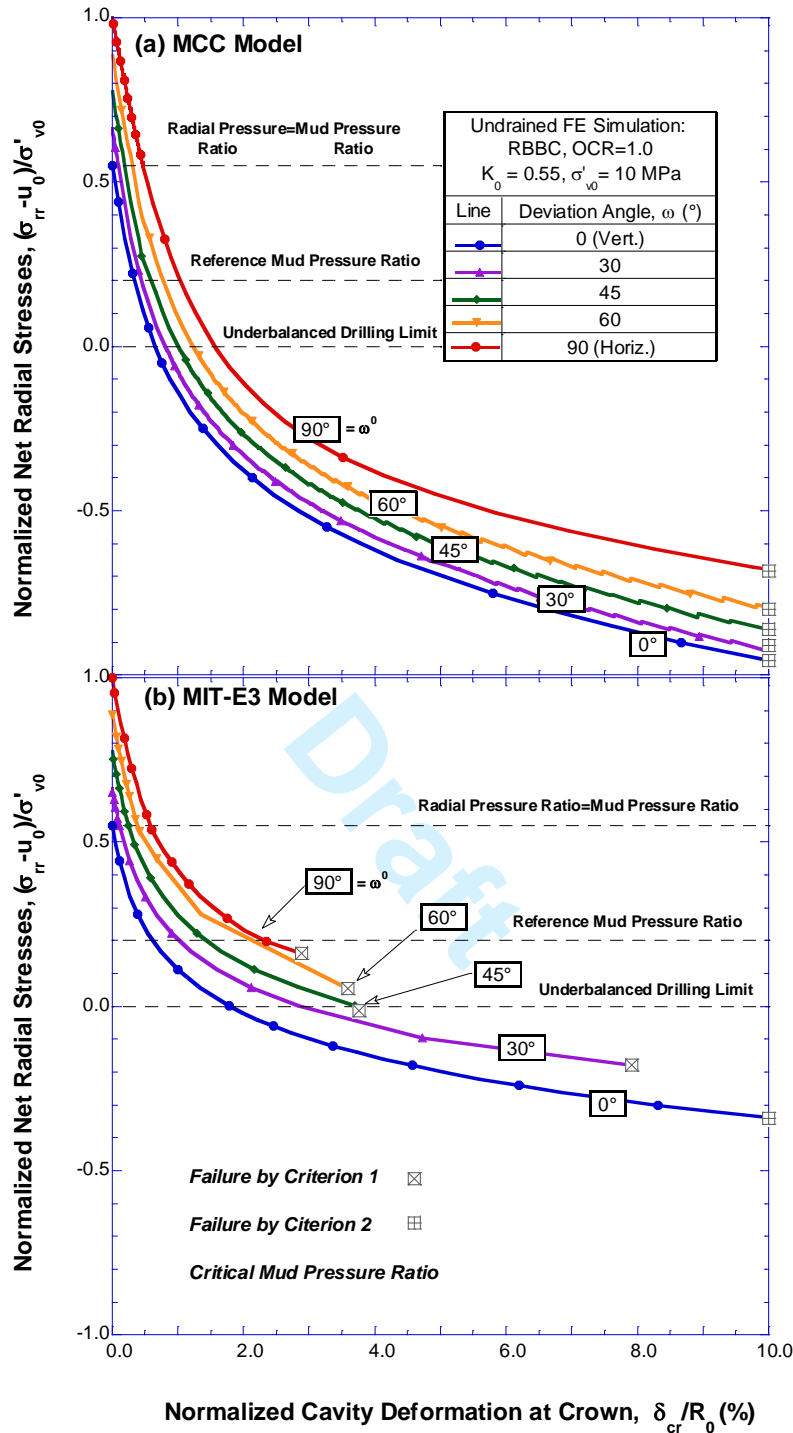 (a) MCC Model
Normalized Net Radial Stresses, (σrr -u0)/σ'v0
1.0
0.5
0.0
-0.5
Radial Pressure=Mud Pressure
Ratio Ratio
Reference Mud Pressure Ratio
Underbalanced Drilling Limit
Undrained FE Simulation:
RBBC, OCR=1.0
K0 = 0.55, σ'v0= 10 MPa
Line Deviation Angle, ω (°)
0 (Vert.)
30
45
60
90 (Horiz.)
90° = ω0
60°
45°
30°
0°
(b) MIT-E3 Model
Normalized Net Radial Stresses, (σrr -u0)/σ'v0
1.0
0.5
0.0
-0.5
-1.0
Draft
Radial Pressure Ratio=Mud Pressure Ratio
90° = ω0
Reference Mud Pressure Ratio
60°
45°
Underbalanced Drilling Limit
30°
0°
Failure by Criterion 1
Failure by Citerion 2
Critical Mud Pressure Ratio
0.0 2.0 4.0 6.0 8.0 10.0
Normalized Cavity Deformation at Crown, δcr/R0 (%)